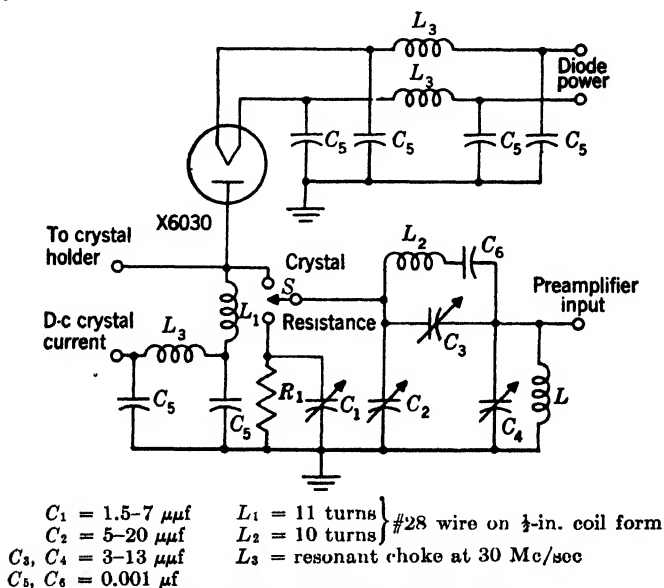 L₃
Diode
power
L₃
C₅ C₅ C₅ C₅
X6030
To crystal
holder
Crystal
L₂ C₆
Preamplifier
input
S
L₁
Resistance
C₃
D-c crystal
current
L₃
C₅ C₅ R₁ C₁ C₂ C₄ L
C₁ = 1.5–7 μμf L₁ = 11 turns } #28 wire on ½-in. coil form
C₂ = 5–20 μμf L₂ = 10 turns
C₃, C₄ = 3–13 μμf L₃ = resonant choke at 30 Mc/sec
C₅, C₆ = 0.001 μf